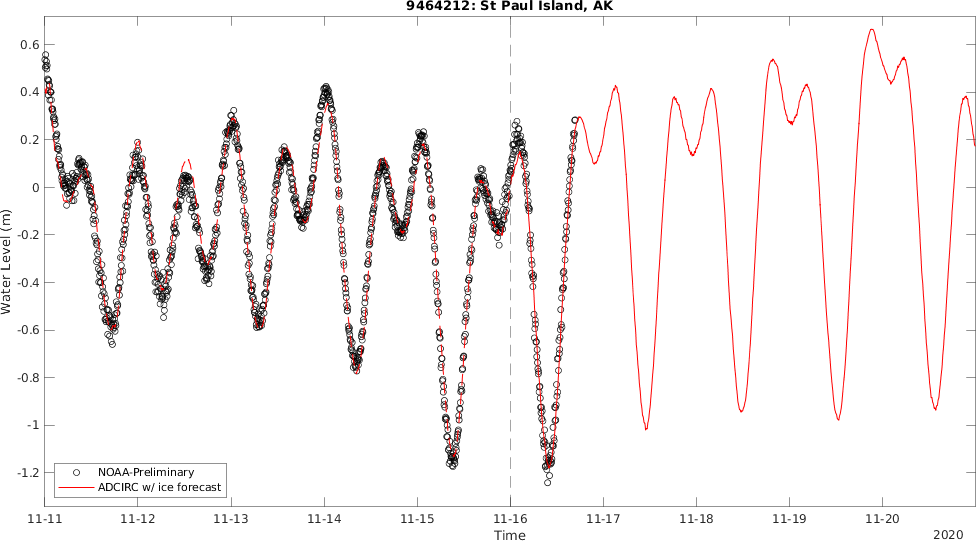 9464212: St Paul Island, AK
0.6
0.4
0.2
0
-0.2
-0.4
-0.6
-0.8
-1
-1.2
Water Level (m)
NOAA-Preliminary
ADCIRC w/ ice forecast
11-11 11-12 11-13 11-14 11-15 11-16 11-17 11-18 11-19 11-20
Time
2020